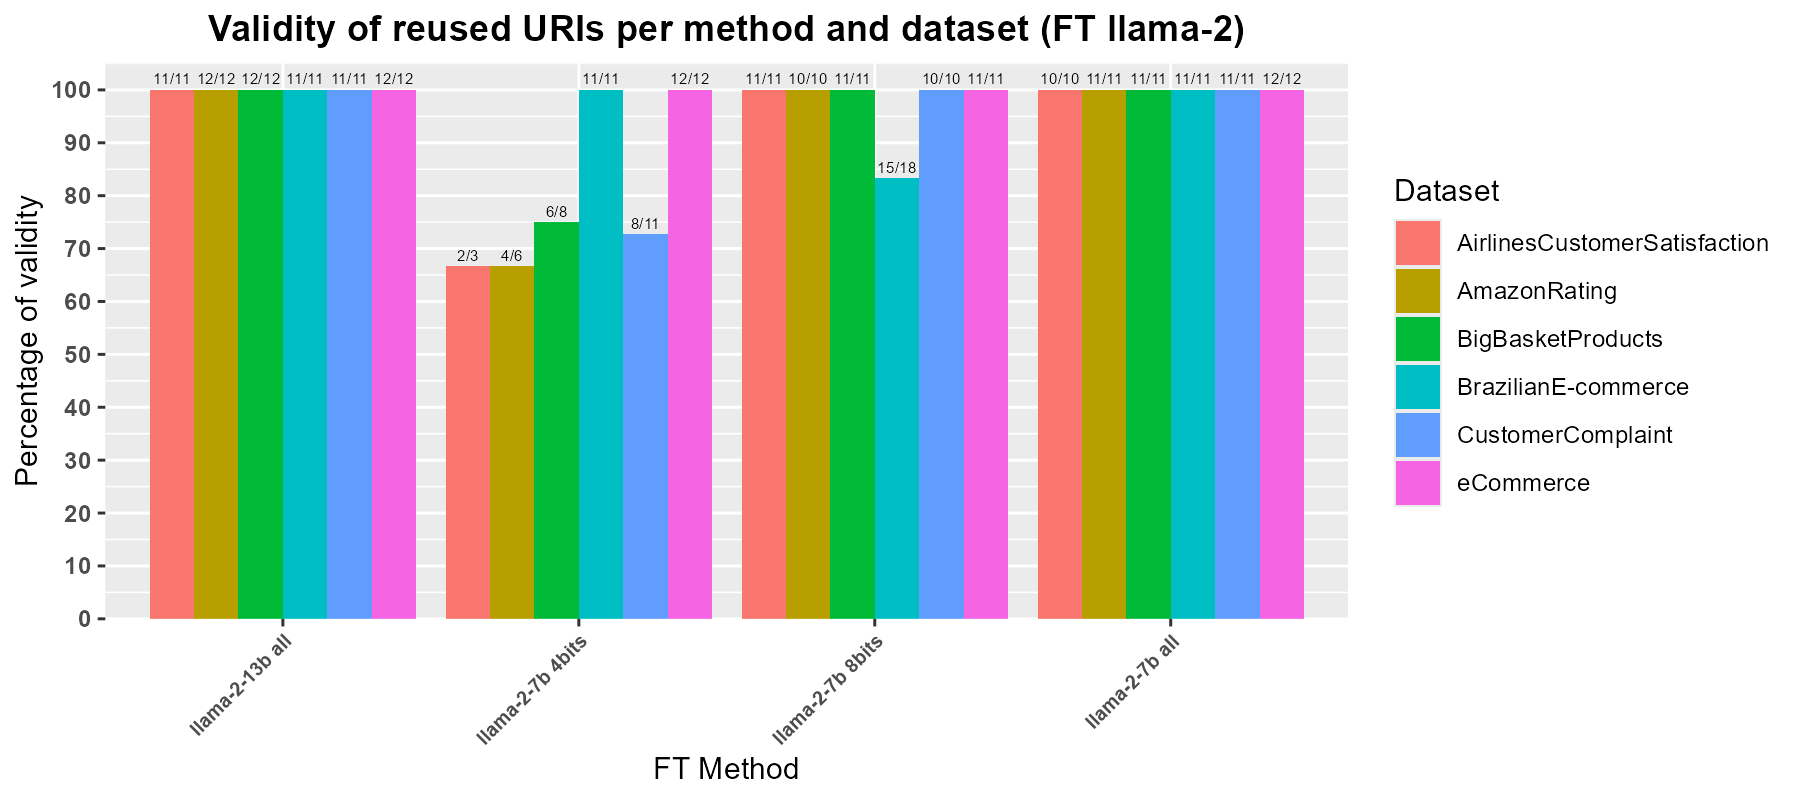 Validity of reused URIs per method and dataset (FT llama-2)
11/11 12/12 12/12 11/11 11/11 12/12
2/3 4/6 6/8 11/11 8/11 12/12
11/11 10/10 11/11 15/18 10/10 11/11
10/10 11/11 11/11 11/11 11/11 12/12
Percentage of validity
100
90
80
70
60
50
40
30
20
10
0
llama-2-13b all
llama-2-7b 4bits
llama-2-7b 8bits
llama-2-7b all
FT Method
Dataset
AirlinesCustomerSatisfaction
AmazonRating
BigBasketProducts
BrazilianE-commerce
CustomerComplaint
eCommerce